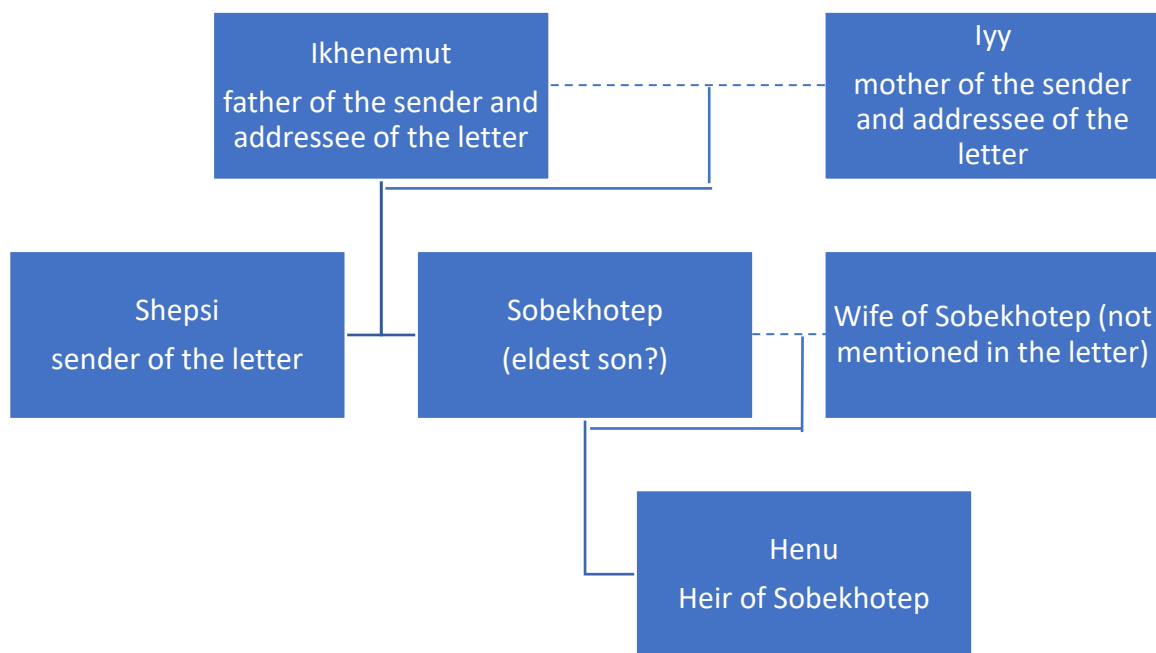 Ikhenemut
father of the sender and
addressee of the letter
Iyy
mother of the sender
and addressee of the
letter
Shepsi
sender of the letter
Sobekhotep
(eldest son?)
Wife of Sobekhotep (not
mentioned in the letter)
Henu
Heir of Sobekhotep